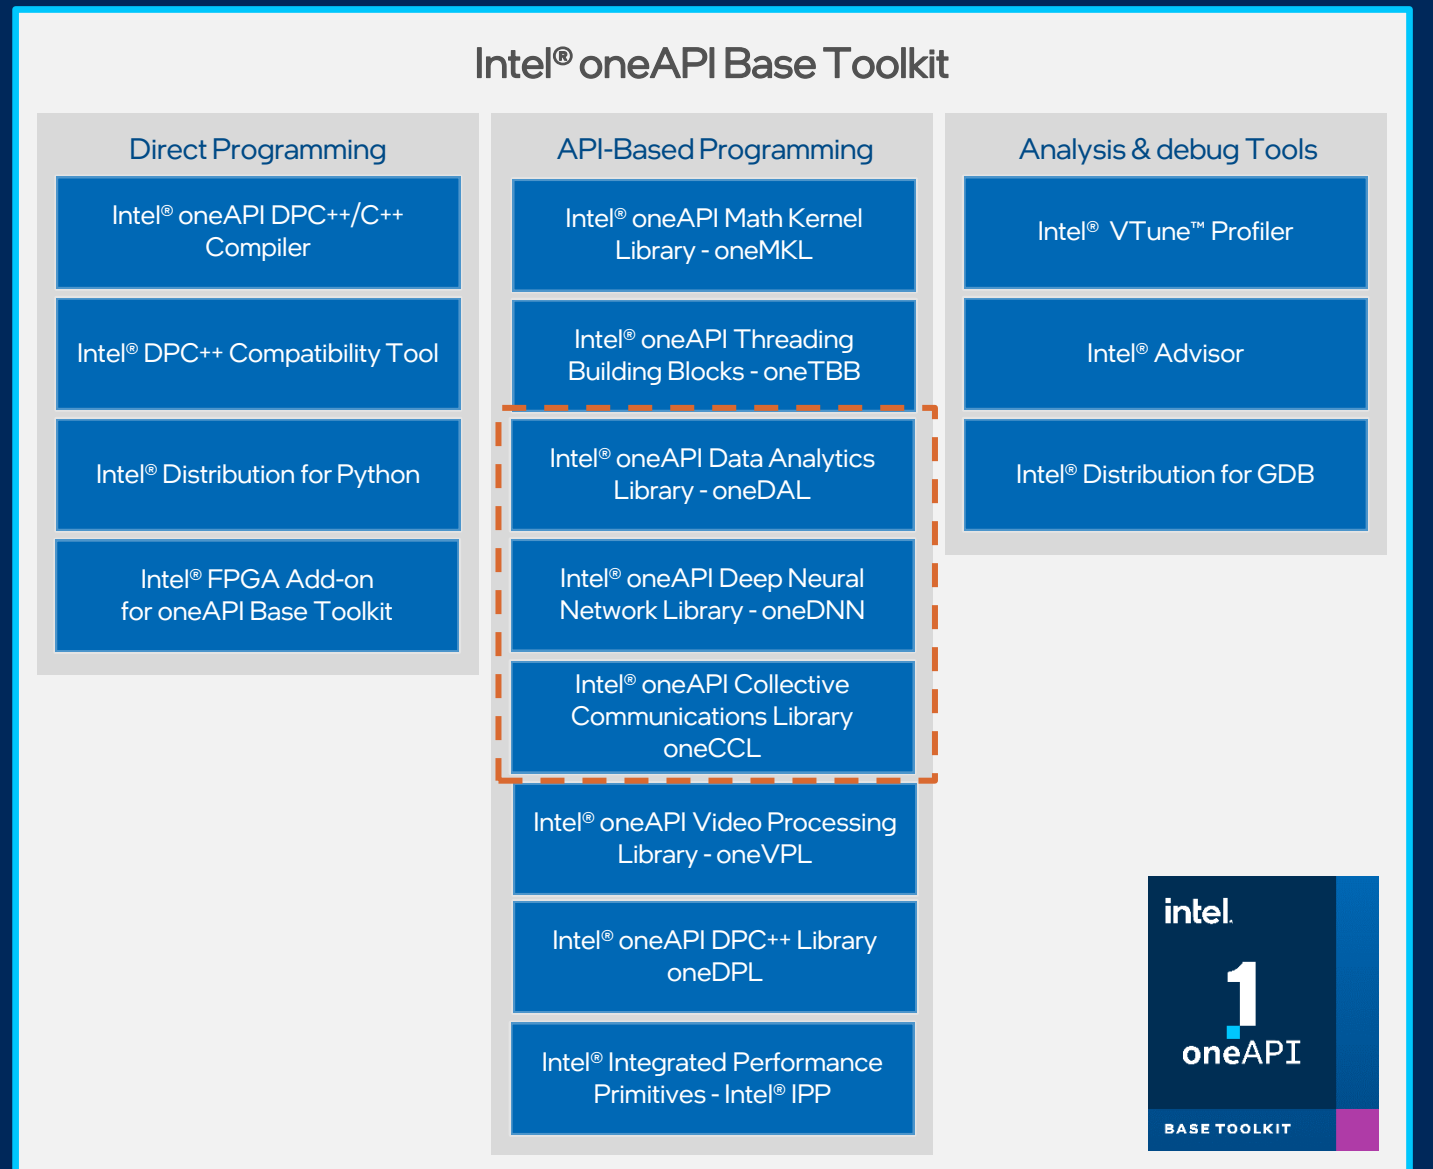 Intel® oneAPI Base Toolkit
Direct Programming
Intel® oneAPI DPC++/C++
Compiler
Intel® DPC++ Compatibility Tool
Intel® Distribution for Python
Intel® FPGA Add-on
for oneAPI Base Toolkit
API-Based Programming
Intel® oneAPI Math Kernel
Library - oneMKL
Intel® oneAPI Threading
Building Blocks - oneTBB
Intel® oneAPI Data Analytics
Library - oneDAL
Intel® oneAPI Deep Neural
Network Library - oneDNN
Intel® oneAPI Collective
Communications Library
oneCCL
Intel® oneAPI Video Processing
Library - oneVPL
Intel® oneAPI DPC++ Library
oneDPL
Intel® Integrated Performance
Primitives - Intel® IPP
Analysis & debug Tools
Intel® VTune™ Profiler
Intel® Advisor
Intel® Distribution for GDB
intel.
1
oneAPI
BASE TOOLKIT